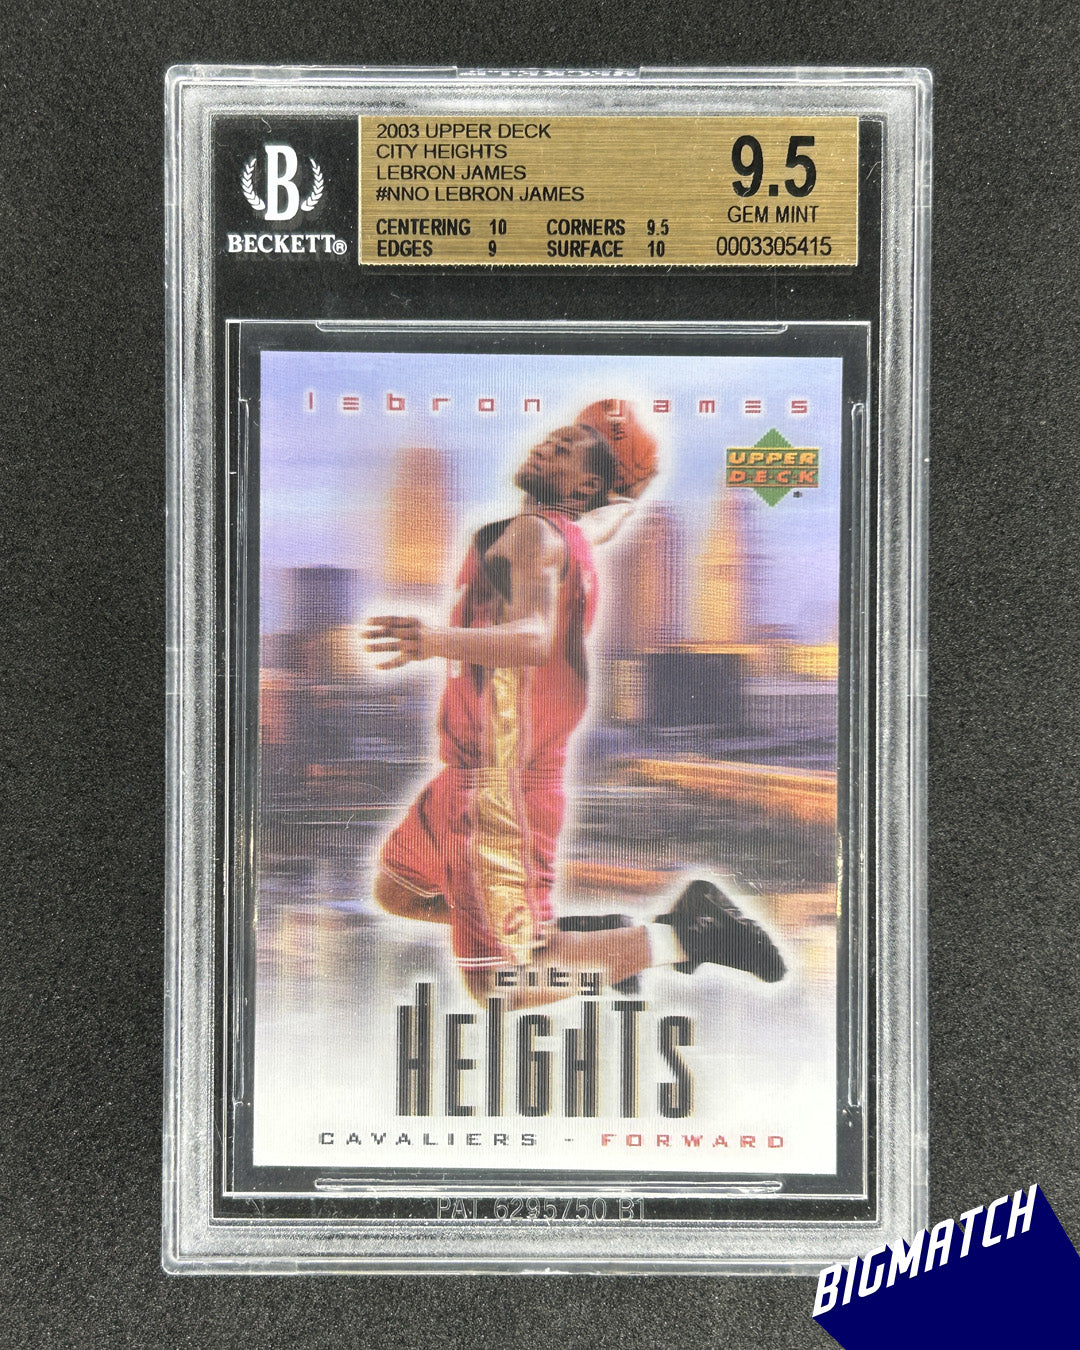 2003 UPPER DECK
CITY HEIGHTS
LEBRON JAMES
#NNO LEBRON JAMES
CENTERING 10 CORNERS 9.5
EDGES 9 SURFACE 10
9.5
GEM MINT
0003305415
B
BECKETT®
lebron james
UPPER
DECK
city
HEIGHTS
CAVALIERS - FORWARD
PAT 6295750 B1
BIGMATCH